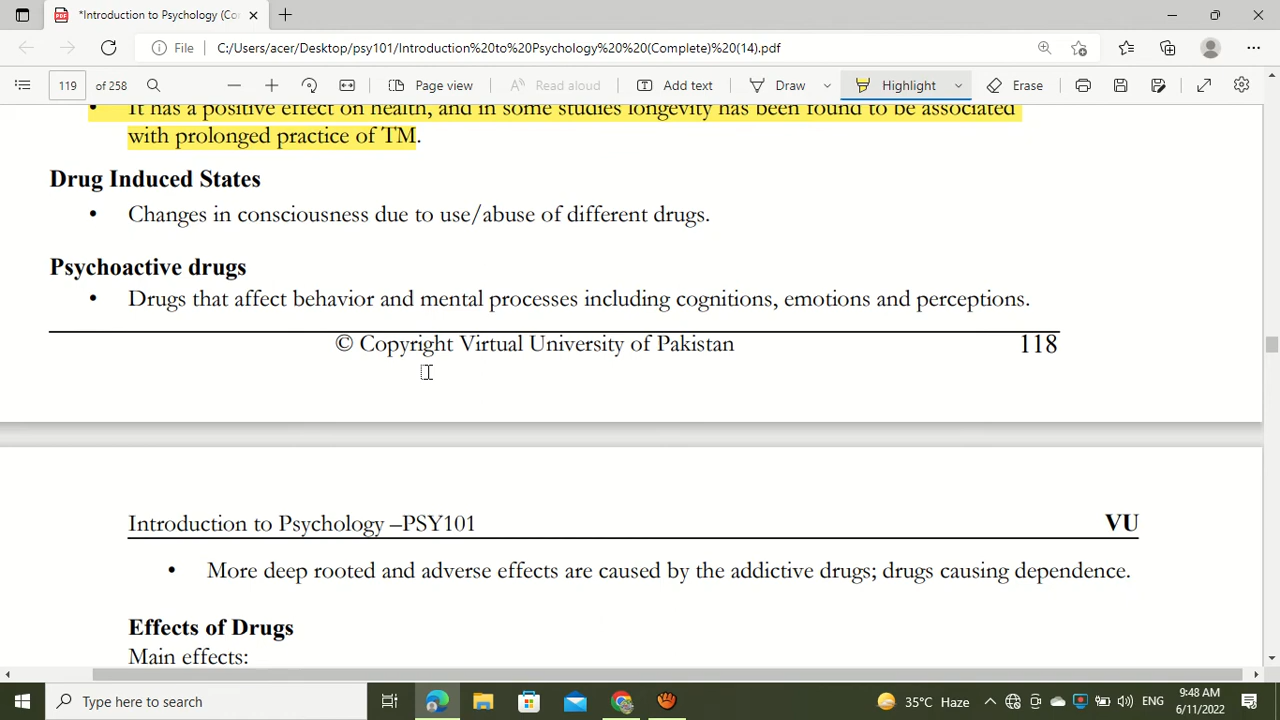 *Introduction to Psychology (Co
File
C:/Users/acer/Desktop/psy101/Introduction%20to%20Psychology%20%20(Complete)%20(14).pdf
119 of 258
Page view
Read aloud
Add text
Draw
Highlight
Erase
• It has a positive effect on health, and in some studies longevity has been found to be associated
with prolonged practice of TM.
Drug Induced States
• Changes in consciousness due to use/abuse of different drugs.
Psychoactive drugs
• Drugs that affect behavior and mental processes including cognitions, emotions and perceptions.
© Copyright Virtual University of Pakistan 118
Introduction to Psychology –PSY101 VU
• More deep rooted and adverse effects are caused by the addictive drugs; drugs causing dependence.
Effects of Drugs
Main effects:
Type here to search
35°C Haze
ENG
9:48 AM
6/11/2022